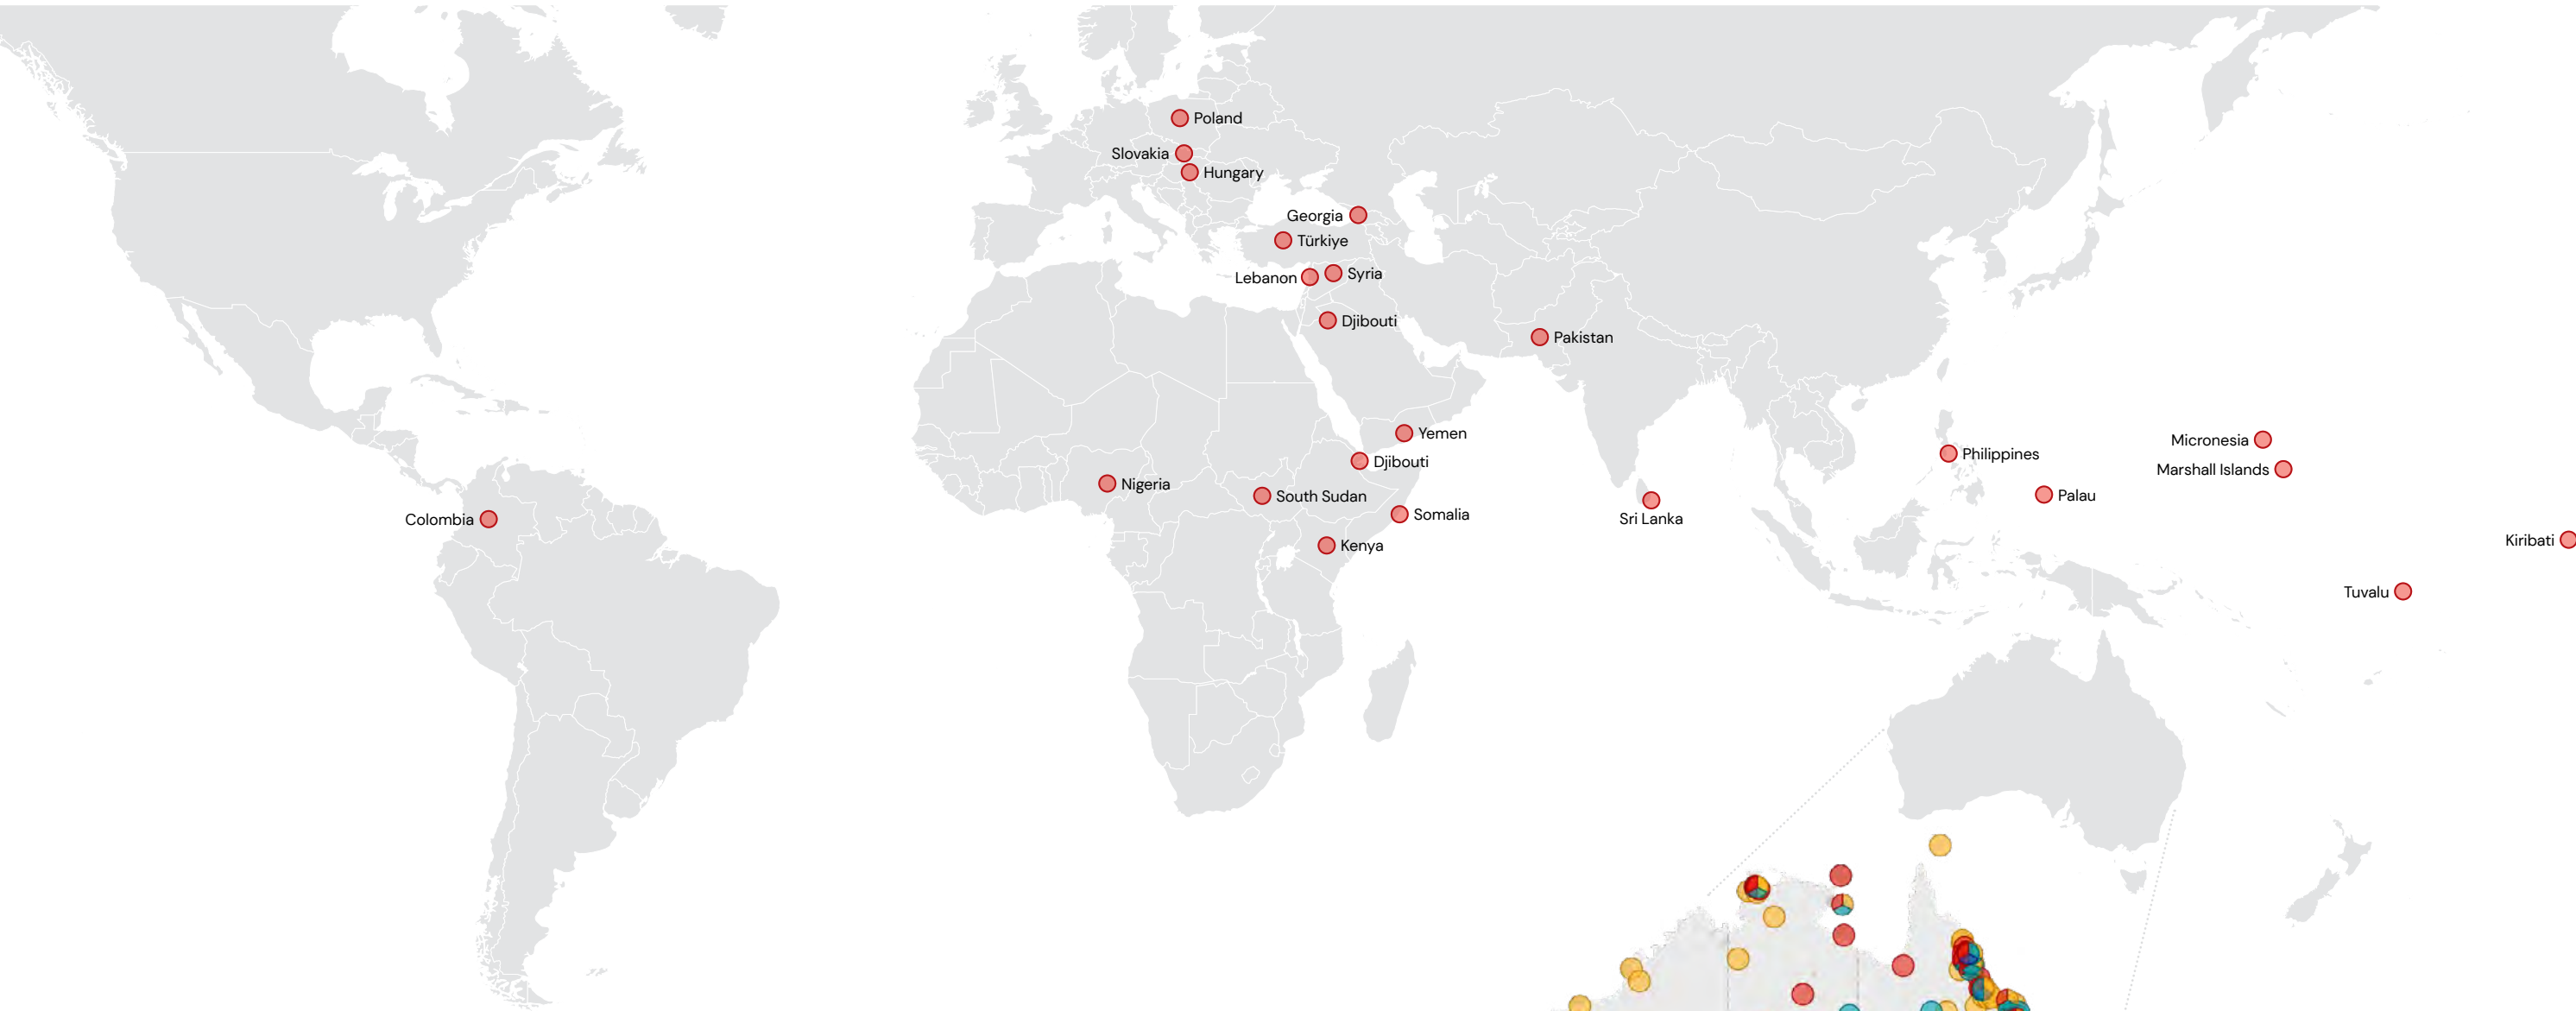 Poland
Slovakia
Hungary
Georgia
Türkiye
Lebanon
Syria
Djibouti
Pakistan
Yemen
Djibouti
Nigeria
South Sudan
Somalia
Kenya
Colombia
Sri Lanka
Philippines
Micronesia
Marshall Islands
Palau
Kiribati
Tuvalu